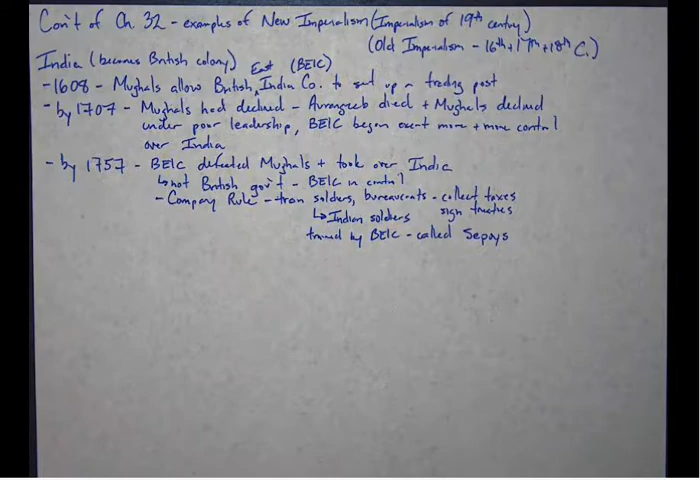 Con't of Ch. 32 - examples of New Imperialism (Imperialism of 19th century)
(Old Imperialism - 16th + 17th + 18th C.)
India (becomes British colony) East (BEIC)
- 1608 - Mughals allow British India Co. to set up a trading post
- by 1707 - Mughals had declined - Aurangzeb died + Mughals declined
under poor leadership, BEIC began exert more + more control
over India
- by 1757 - BEIC defeated Mughals + took over India
↳ not British gov't - BEIC in control
- Company Rule - train soldiers, bureaucrats - collect taxes
↳ Indian soldiers sign treaties
trained by BEIC - called Sepoys